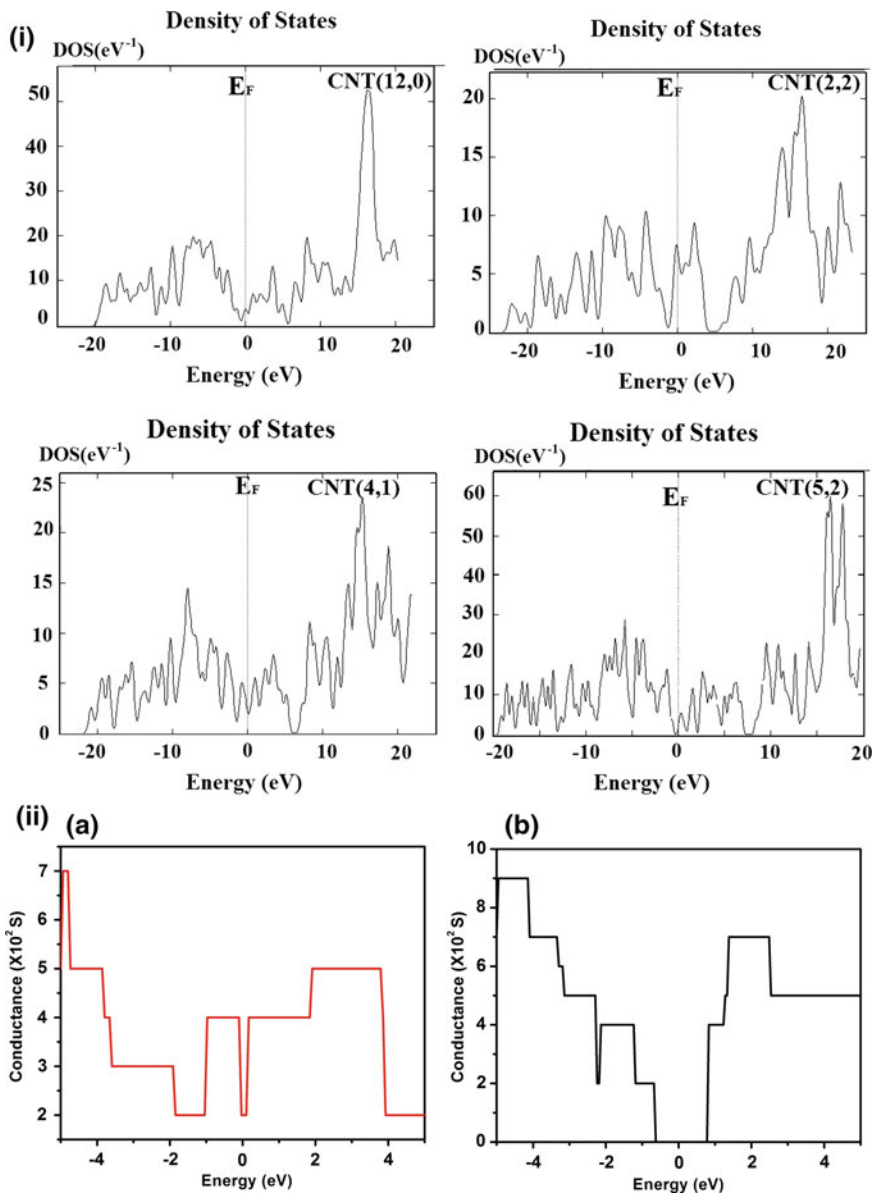 (i)
Density of States
DOS(eV⁻¹)
E_F
CNT(12,0)
50
40
30
20
10
0
-20 -10 0 10 20
Energy (eV)
Density of States
DOS(eV⁻¹)
E_F
CNT(2,2)
20
15
10
5
0
-20 -10 0 10 20
Energy (eV)
Density of States
DOS(eV⁻¹)
E_F
CNT(4,1)
25
20
15
10
5
0
-20 -10 0 10 20
Energy (eV)
Density of States
DOS(eV⁻¹)
E_F
CNT(5,2)
60
50
40
30
20
10
0
-20 -10 0 10 20
Energy (eV)
(ii)
(a)
Conductance (X10² S)
7
6
5
4
3
2
-4 -2 0 2 4
Energy (eV)
(b)
Conductance (X10² S)
10
8
6
4
2
0
-4 -2 0 2 4
Energy (eV)